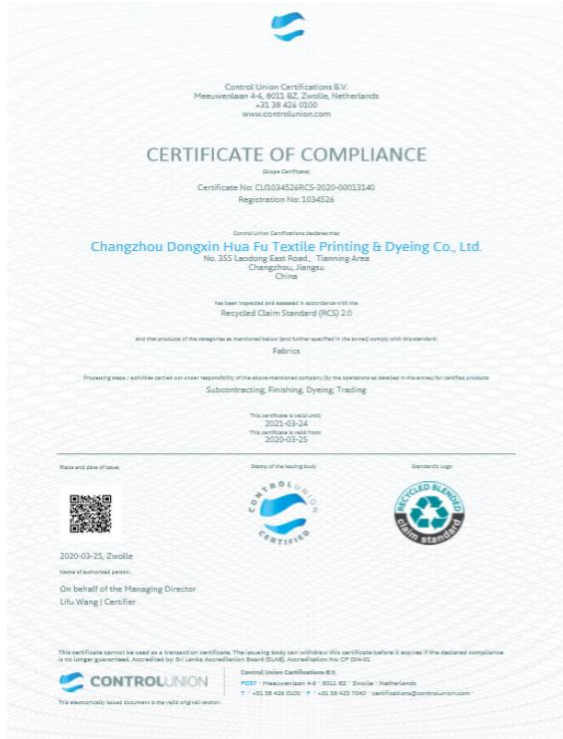 Control Union Certifications B.V.
Meeuwenlaan 4-6, 8011 BZ, Zwolle, Netherlands
+31 38 426 0100
www.controlunion.com
CERTIFICATE OF COMPLIANCE
(Scope Certificate)
Certificate No: CU1034526RCS-2020-00013140
Registration No: 1034526
Control Union Certifications declares that
Changzhou Dongxin Hua Fu Textile Printing & Dyeing Co., Ltd.
No. 355 Laodong East Road, Tianning Area
Changzhou, Jiangsu
China
has been inspected and assessed in accordance with the
Recycled Claim Standard (RCS) 2.0
and that products of the categories as mentioned below (and further specified in the annex) comply with this standard:
Fabrics
Processing steps / activities carried out under responsibility of the above-mentioned company (by the operations as detailed in the annex) for certified products
Subcontracting, Finishing, Dyeing, Trading
This certificate is valid until:
2021-03-24
This certificate is valid from:
2020-03-25
Place and date of issue:
Stamp of the issuing body
Standard's Logo
CONTROL UNION
CERTIFIED
RECYCLED BLENDED
claim standard
2020-03-25, Zwolle
Name of authorised person:
On behalf of the Managing Director
Lifu Wang | Certifier
This certificate cannot be used as a transaction certificate. The issuing body can withdraw this certificate before it expires if the declared compliance
is no longer guaranteed. Accredited by: Sri Lanka Accreditation Board (SLAB), Accreditation No: CP 004-01
CONTROLUNION
Control Union Certifications B.V.
POST • Meeuwenlaan 4-6 • 8011 BZ • Zwolle • Netherlands
T • +31 38 426 0100 • F • +31 38 423 7040 • certifications@controlunion.com
This electronically issued document is the valid original version.